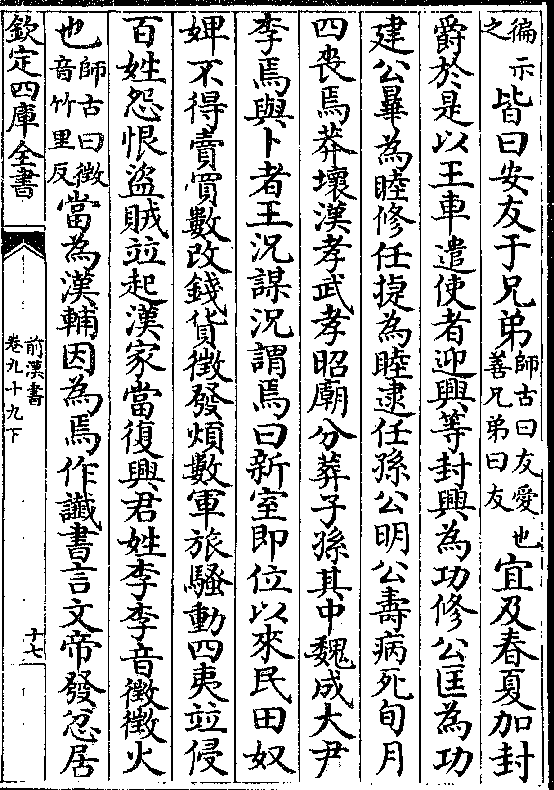 徧示之皆曰安友于兄弟師古曰友愛也善兄弟曰友宜及春夏加封
爵於是以王車遣使者迎興等封興為功修公匡為功
建公㬥為睦修任捷為睦逮任孫公明公壽病死旬月
四喪焉莽壞漢孝武孝昭廟分葬子孫其中魏成大尹
李焉與卜者王况謀况謂焉曰新室即位以來民田奴
婢不得賣買數改錢貨徵發煩數軍旅騷動四夷竝侵
百姓怨恨盜賊竝起漢家當復興君姓李李音徵徵火
也師古曰徵音竹里反當為漢輔因為焉作讖書言文帝發忿居
欽定四庫全書
前漢書
卷九十九下
十七